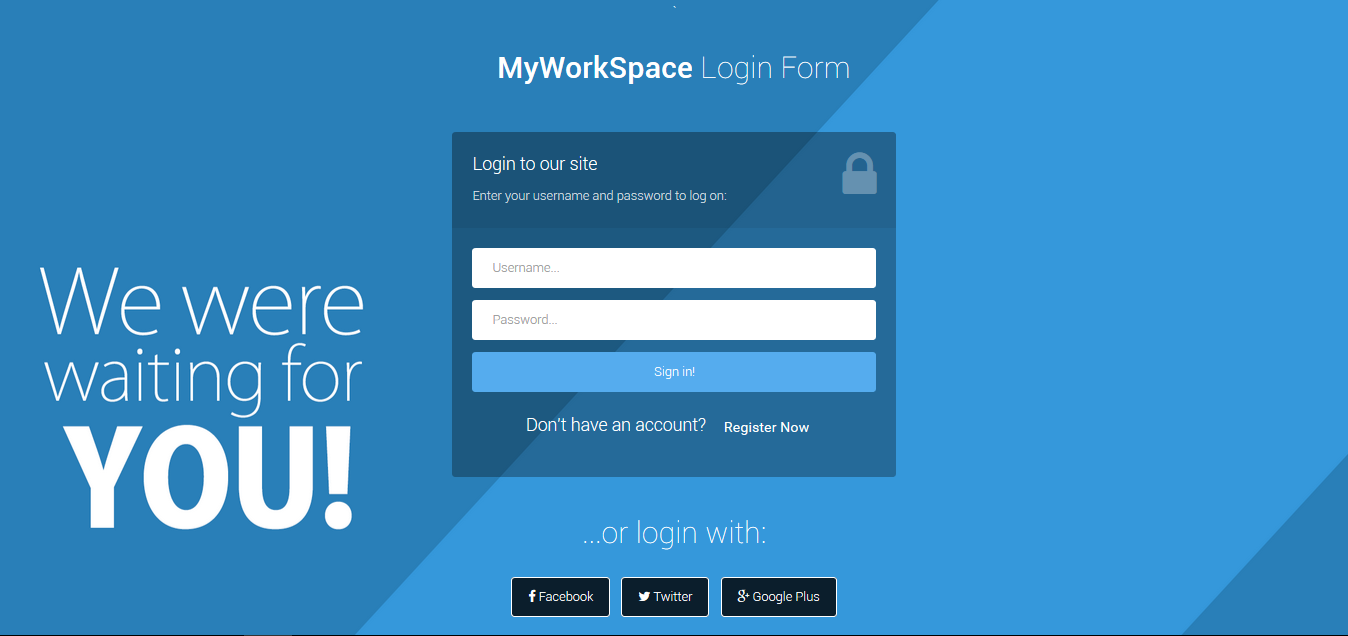 `
MyWorkSpace Login Form
Login to our site
Enter your username and password to log on:
Username...
Password...
Sign in!
Don't have an account? Register Now
We were
waiting for
YOU!
...or login with:
Facebook Twitter Google Plus